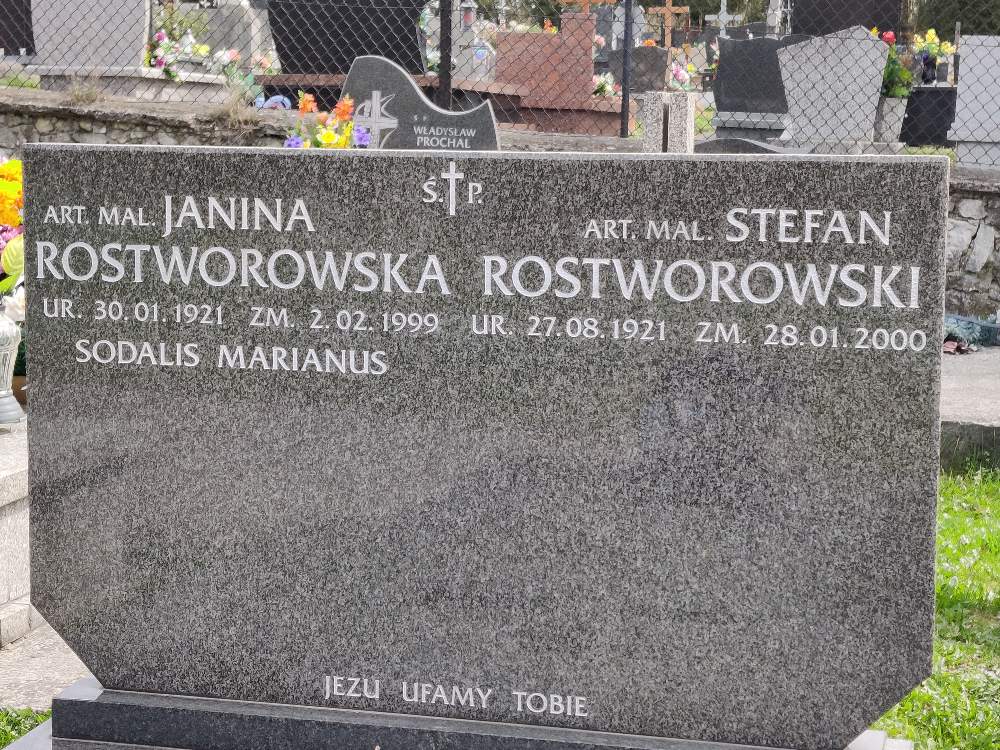 Ś. P.
WŁADYSŁAW
PROCHAL
Ś. P.
ART. MAL. JANINA
ROSTWOROWSKA
UR. 30.01.1921 ZM. 2.02.1999
SODALIS MARIANUS
ART. MAL. STEFAN
ROSTWOROWSKI
UR. 27.08.1921 ZM. 28.01.2000
JEZU UFAMY TOBIE